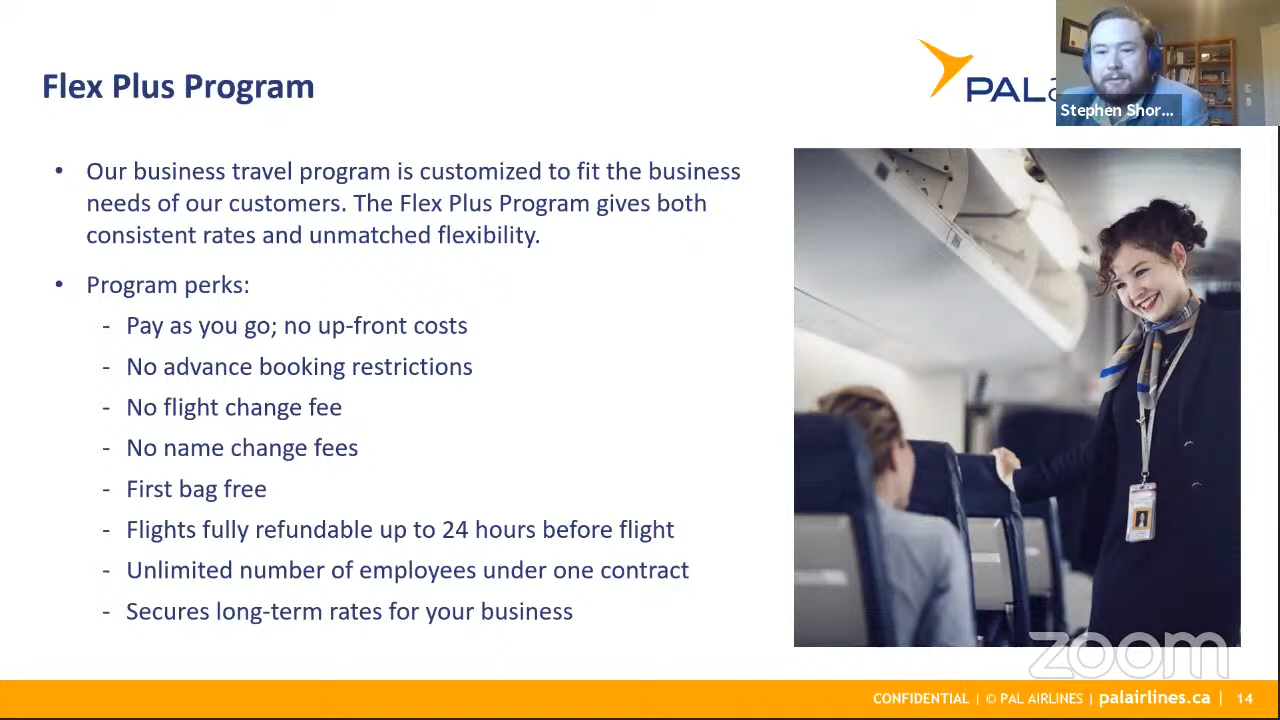 Flex Plus Program
PAL
Stephen Shor...
• Our business travel program is customized to fit the business
needs of our customers. The Flex Plus Program gives both
consistent rates and unmatched flexibility.
• Program perks:
- Pay as you go; no up-front costs
- No advance booking restrictions
- No flight change fee
- No name change fees
- First bag free
- Flights fully refundable up to 24 hours before flight
- Unlimited number of employees under one contract
- Secures long-term rates for your business
zoom
CONFIDENTIAL | © PAL AIRLINES | palairlines.ca | 14